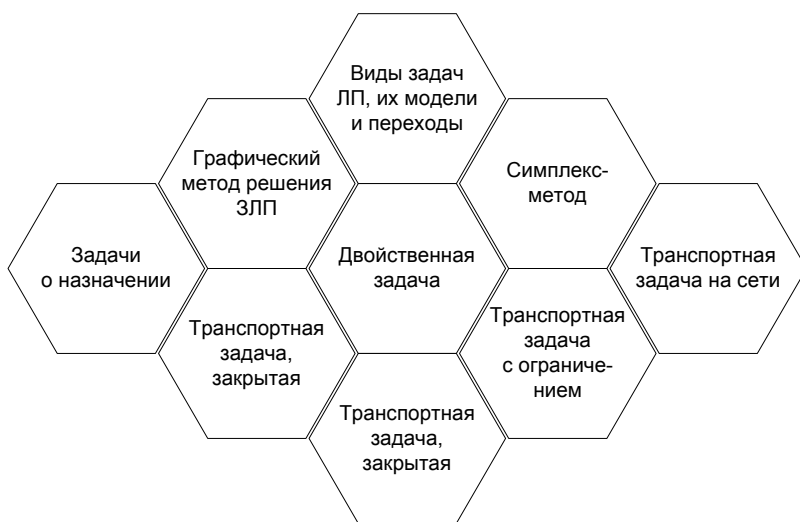 Виды задач
ЛП, их модели
и переходы
Графический
метод решения
ЗЛП
Симплекс-
метод
Задачи
о назначении
Двойственная
задача
Транспортная
задача на сети
Транспортная
задача,
закрытая
Транспортная
задача
с ограниче-
нием
Транспортная
задача,
закрытая